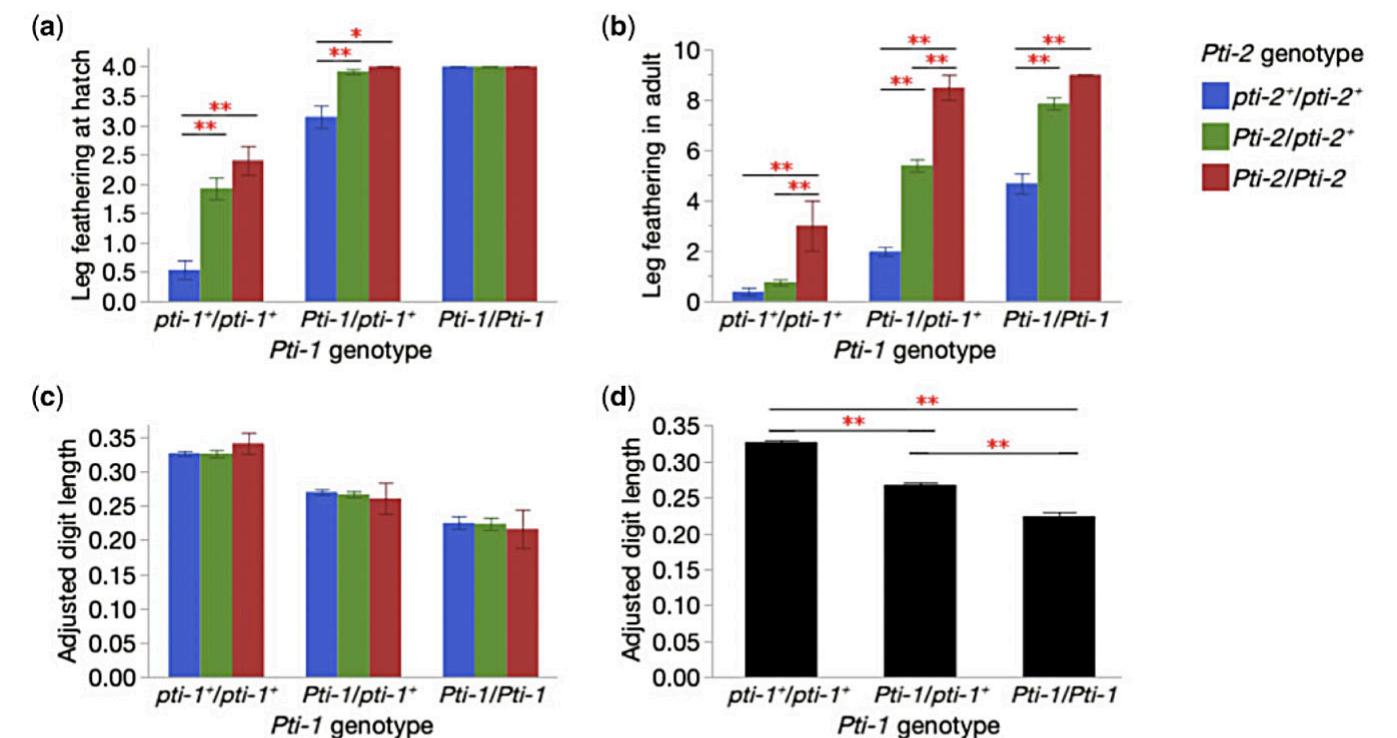 (a)
Leg feathering at hatch
4.0
3.5
3.0
2.5
2.0
1.5
1.0
0.5
0.0
**
**
*
**
pti-1⁺/pti-1⁺ Pti-1/pti-1⁺ Pti-1/Pti-1
Pti-1 genotype
(b)
Leg feathering in adult
10
8
6
4
2
0
**
**
**
**
**
**
**
pti-1⁺/pti-1⁺ Pti-1/pti-1⁺ Pti-1/Pti-1
Pti-1 genotype
Pti-2 genotype
pti-2⁺/pti-2⁺
Pti-2/pti-2⁺
Pti-2/Pti-2
(c)
Adjusted digit length
0.35
0.30
0.25
0.20
0.15
0.10
0.05
0.00
pti-1⁺/pti-1⁺ Pti-1/pti-1⁺ Pti-1/Pti-1
Pti-1 genotype
(d)
Adjusted digit length
0.35
0.30
0.25
0.20
0.15
0.10
0.05
0.00
**
**
**
pti-1⁺/pti-1⁺ Pti-1/pti-1⁺ Pti-1/Pti-1
Pti-1 genotype